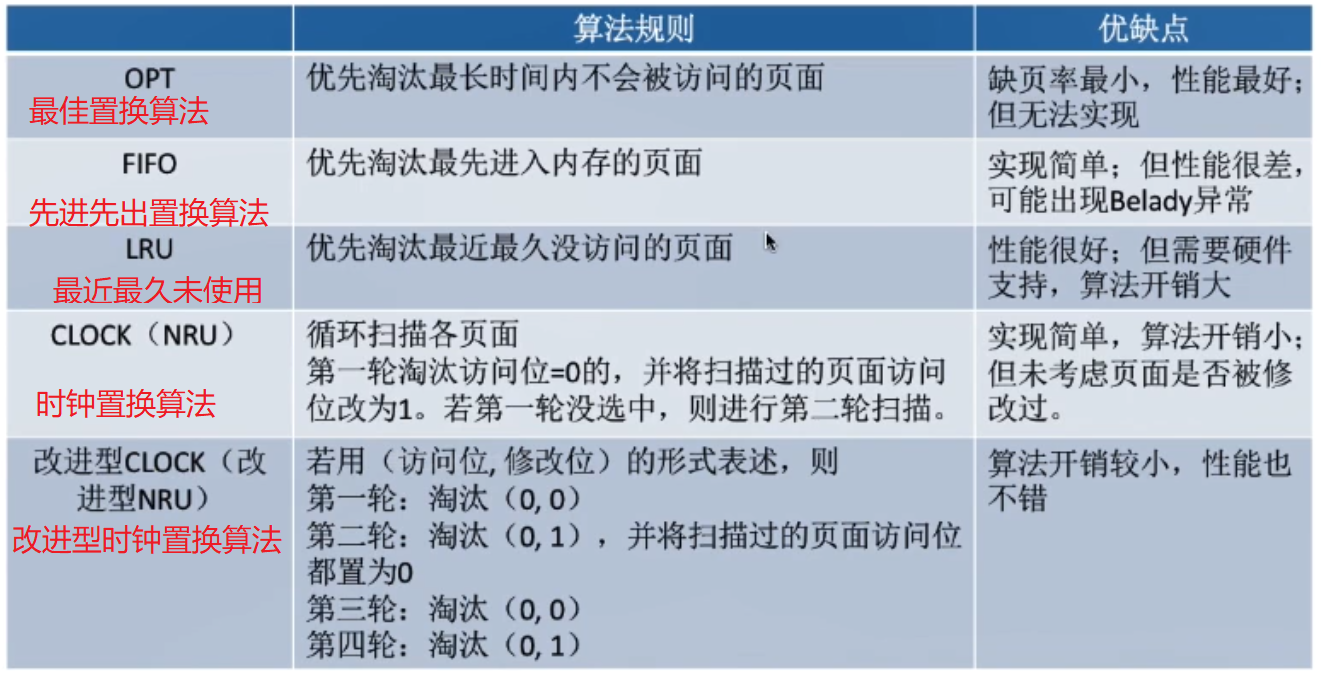 算法规则
优缺点
OPT
最佳置换算法
优先淘汰最长时间内不会被访问的页面
缺页率最小，性能最好；
但无法实现
FIFO
先进先出置换算法
优先淘汰最先进入内存的页面
实现简单；但性能很差，
可能出现Belady异常
LRU
最近最久未使用
优先淘汰最近最久没访问的页面
性能很好；但需要硬件
支持，算法开销大
CLOCK（NRU）
时钟置换算法
循环扫描各页面
第一轮淘汰访问位=0的，并将扫描过的页面访问
位改为1。若第一轮没选中，则进行第二轮扫描。
实现简单，算法开销小；
但未考虑页面是否被修
改过。
改进型CLOCK（改
进型NRU）
改进型时钟置换算法
若用（访问位, 修改位）的形式表述，则
第一轮：淘汰（0, 0）
第二轮：淘汰（0, 1），并将扫描过的页面访问位
都置为0
第三轮：淘汰（0, 0）
第四轮：淘汰（0, 1）
算法开销较小，性能也
不错